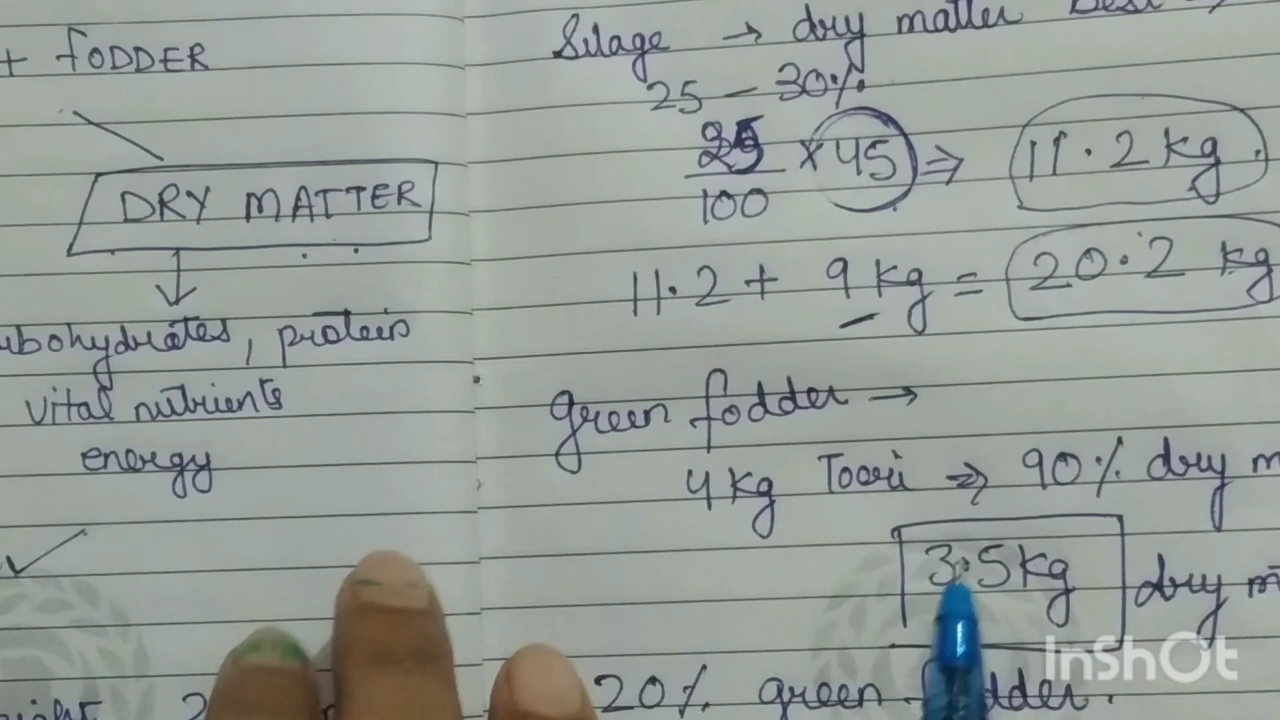 + FODDER
DRY MATTER
carbohydrates, protein
vital nutrients
energy
Silage → dry matter
25 – 30%
25/100 × 45 ⇒ 11.2 kg
11.2 + 9 kg = 20.2 kg
green fodder →
4 kg Toori ⇒ 90% dry m
3.5 kg dry m
20% green fodder.
InShOt